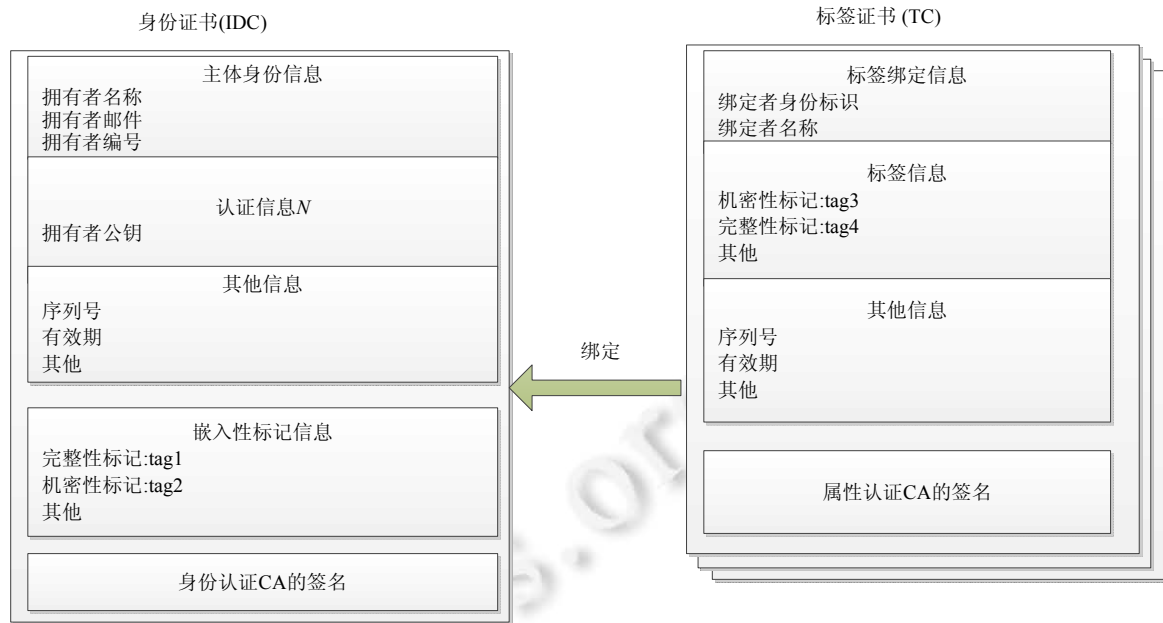 身份证书(IDC)
主体身份信息
拥有者名称
拥有者邮件
拥有者编号
认证信息N
拥有者公钥
其他信息
序列号
有效期
其他
嵌入性标记信息
完整性标记:tag1
机密性标记:tag2
其他
身份认证CA的签名
绑定
标签证书 (TC)
标签绑定信息
绑定者身份标识
绑定者名称
标签信息
机密性标记:tag3
完整性标记:tag4
其他
其他信息
序列号
有效期
其他
属性认证CA的签名